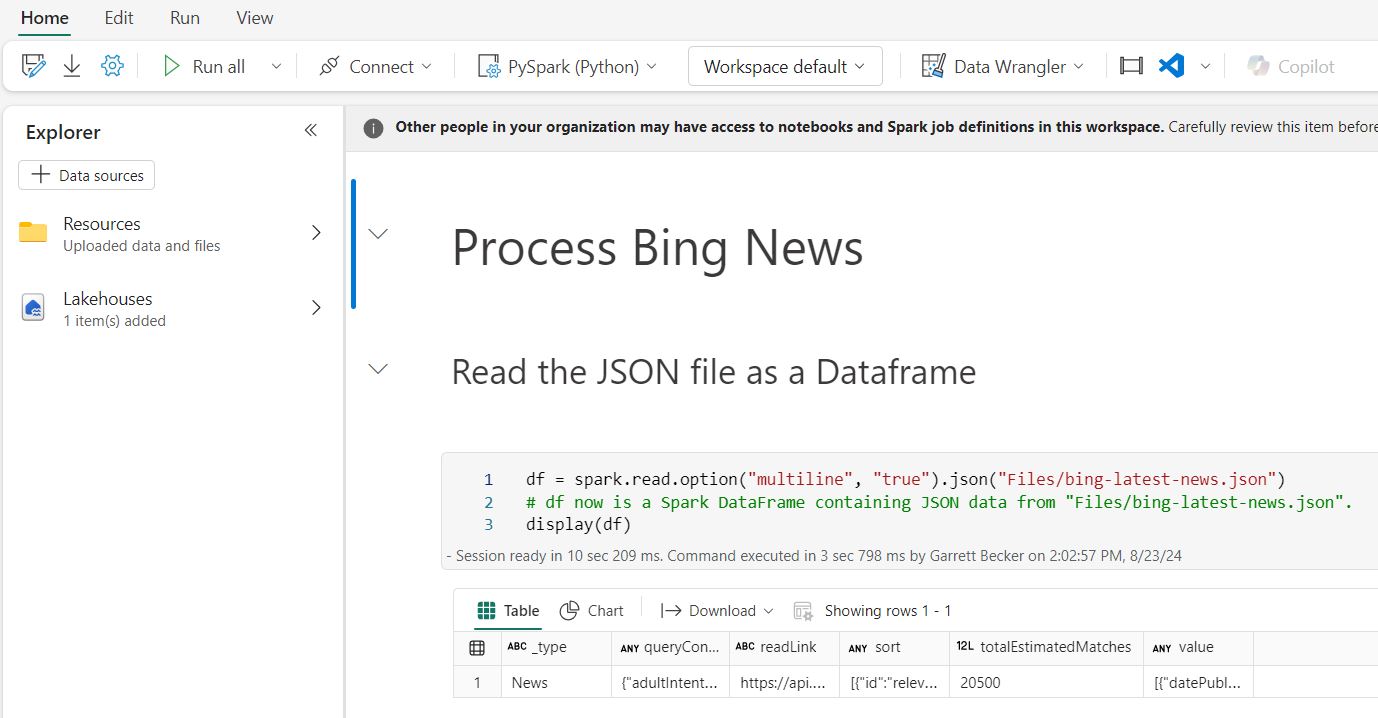 Home Edit Run View
Run all Connect PySpark (Python) Workspace default Data Wrangler Copilot
Explorer
Data sources
Resources
Uploaded data and files
Lakehouses
1 item(s) added
Other people in your organization may have access to notebooks and Spark job definitions in this workspace. Carefully review this item before
Process Bing News
Read the JSON file as a Dataframe
1 df = spark.read.option("multiline", "true").json("Files/bing-latest-news.json")
2 # df now is a Spark DataFrame containing JSON data from "Files/bing-latest-news.json".
3 display(df)
- Session ready in 10 sec 209 ms. Command executed in 3 sec 798 ms by Garrett Becker on 2:02:57 PM, 8/23/24
Table Chart Download Showing rows 1 - 1
ABC _type ANY queryCon... ABC readLink ANY sort 12L totalEstimatedMatches ANY value
1 News {"adultIntent... https://api.... [{"id":"relev... 20500 [{"datePubl...